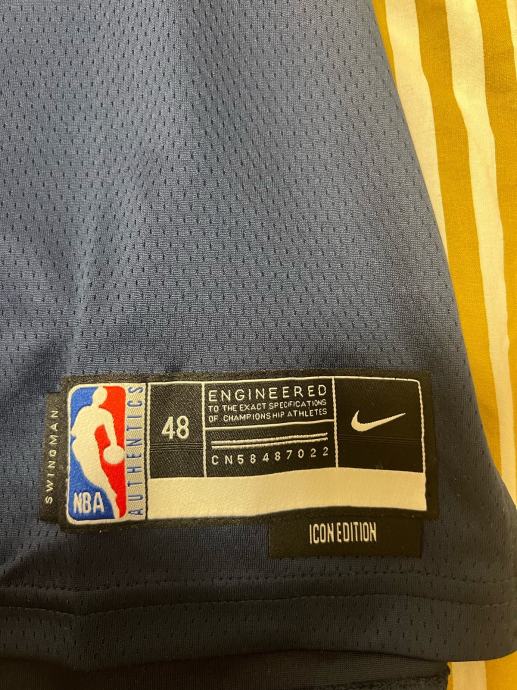 SWINGMAN
NBA
AUTHENTICS
48
ENGINEERED
TO THE EXACT SPECIFICATIONS
OF CHAMPIONSHIP ATHLETES
CN58487022
ICON EDITION